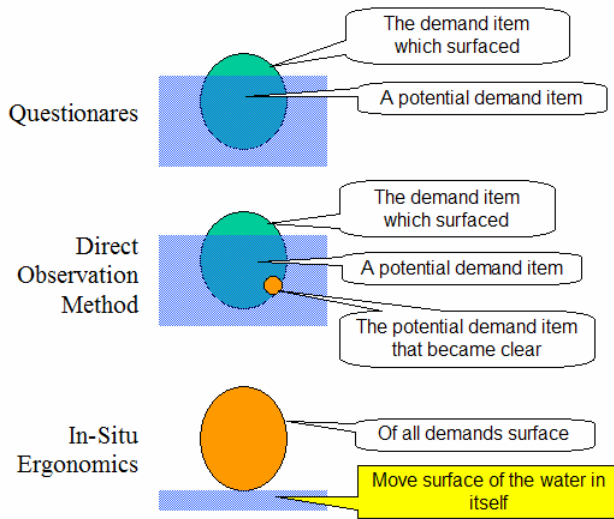 The demand item
which surfaced
A potential demand item
Questionares
The demand item
which surfaced
Direct
Observation
Method
A potential demand item
The potential demand item
that became clear
In-Situ
Ergonomics
Of all demands surface
Move surface of the water in
itself